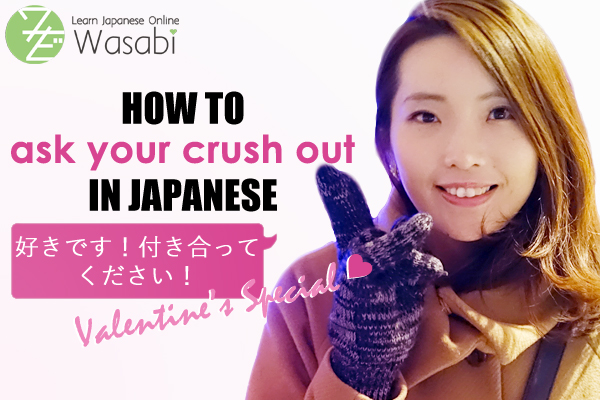 Learn Japanese Online
Wasabi
HOW TO
ask your crush out
IN JAPANESE
好きです！付き合って
ください！
Valentine's Special